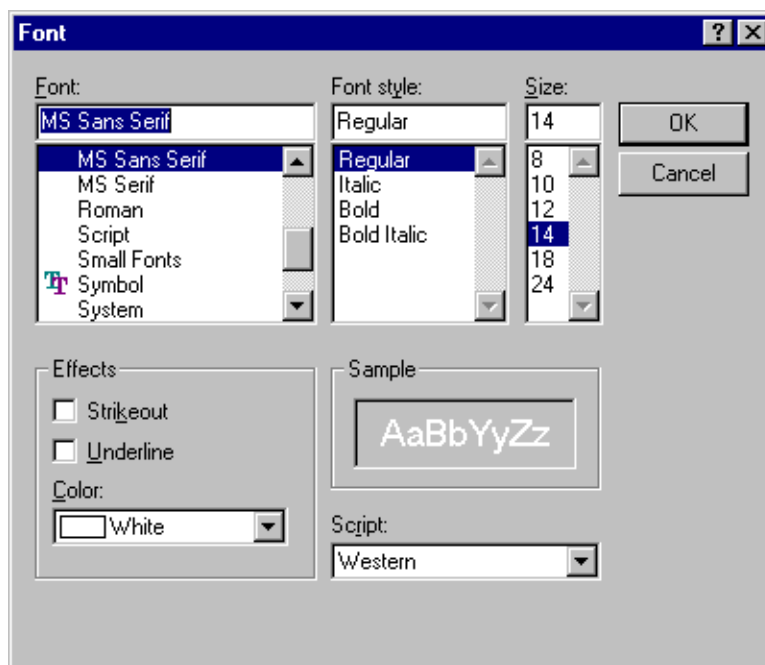 Font
Font: Font style: Size:
MS Sans Serif Regular 14 OK
MS Sans Serif Regular 8 Cancel
MS Serif Italic 10
Roman Bold 12
Script Bold Italic 14
Small Fonts 18
Symbol 24
System
Effects Sample
Strikeout AaBbYyZz
Underline
Color:
White
Script:
Western